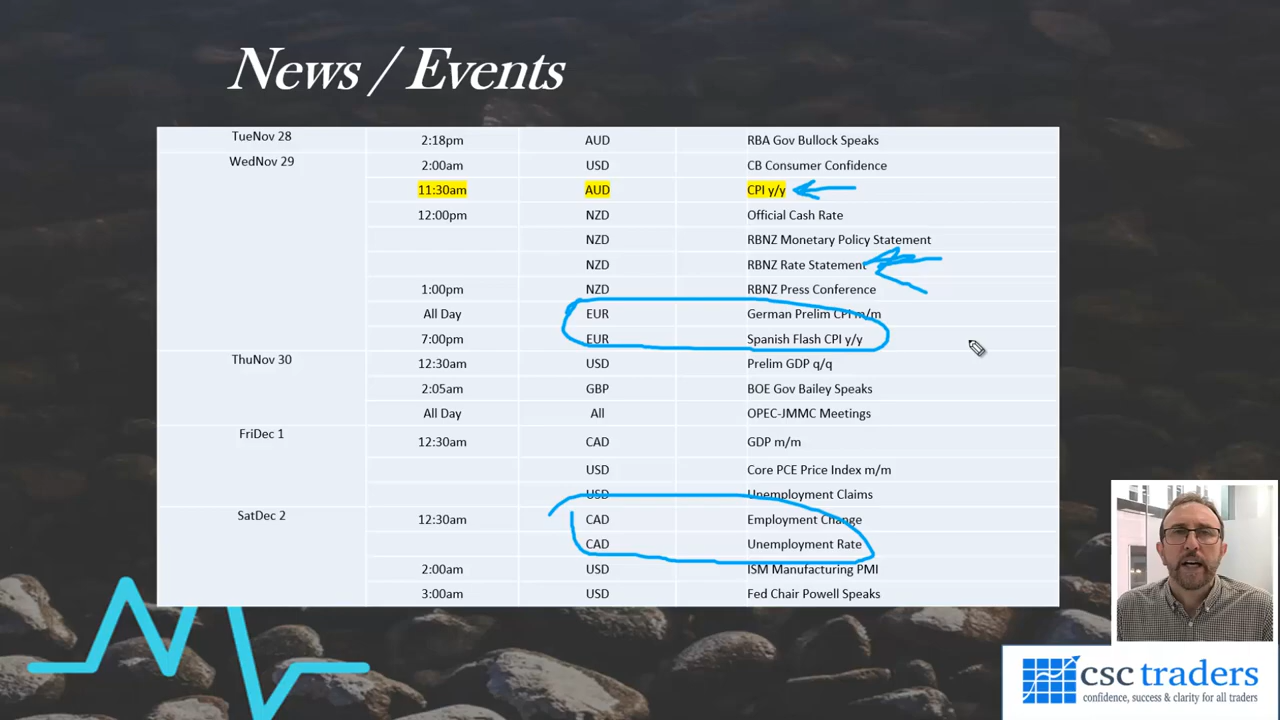 News / Events
TueNov 28 2:18pm AUD RBA Gov Bullock Speaks
WedNov 29 2:00am USD CB Consumer Confidence
11:30am AUD CPI y/y
12:00pm NZD Official Cash Rate
NZD RBNZ Monetary Policy Statement
NZD RBNZ Rate Statement
1:00pm NZD RBNZ Press Conference
All Day EUR German Prelim CPI m/m
7:00pm EUR Spanish Flash CPI y/y
ThuNov 30 12:30am USD Prelim GDP q/q
2:05am GBP BOE Gov Bailey Speaks
All Day All OPEC-JMMC Meetings
FriDec 1 12:30am CAD GDP m/m
USD Core PCE Price Index m/m
USD Unemployment Claims
SatDec 2 12:30am CAD Employment Change
CAD Unemployment Rate
2:00am USD ISM Manufacturing PMI
3:00am USD Fed Chair Powell Speaks
csc traders
confidence, success & clarity for all traders